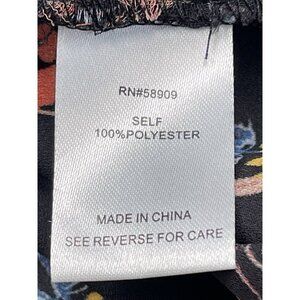 RN#58909
SELF
100%POLYESTER
MADE IN CHINA
SEE REVERSE FOR CARE